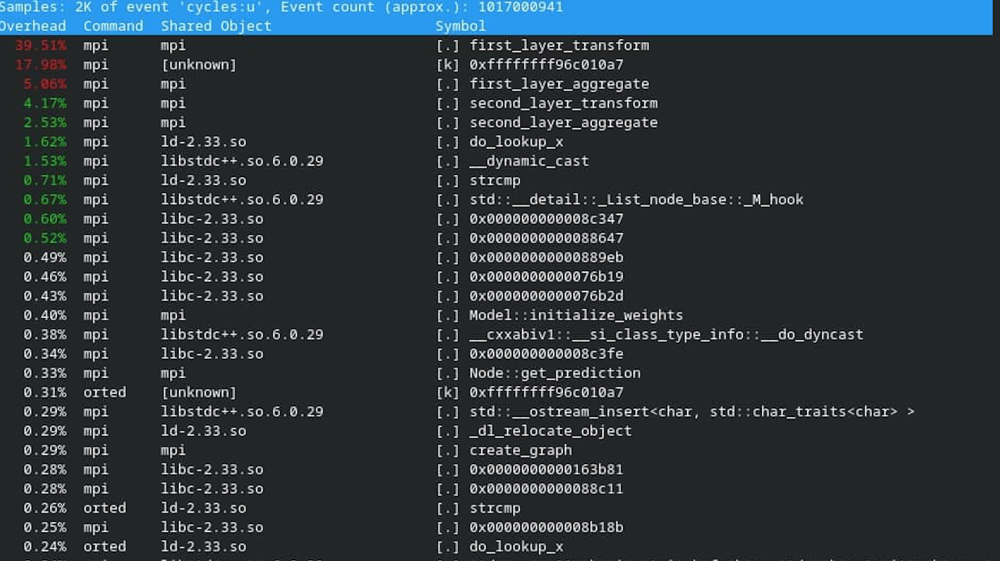 Samples: 2K of event 'cycles:u', Event count (approx.): 1017000941
Overhead  Command  Shared Object  Symbol
39.51%  mpi  mpi  [.] first_layer_transform
17.98%  mpi  [unknown]  [k] 0xffffffff96c010a7
5.06%  mpi  mpi  [.] first_layer_aggregate
4.17%  mpi  mpi  [.] second_layer_transform
2.53%  mpi  mpi  [.] second_layer_aggregate
1.62%  mpi  ld-2.33.so  [.] do_lookup_x
1.53%  mpi  libstdc++.so.6.0.29  [.] __dynamic_cast
0.71%  mpi  ld-2.33.so  [.] strcmp
0.67%  mpi  libstdc++.so.6.0.29  [.] std::__detail::_List_node_base::_M_hook
0.60%  mpi  libc-2.33.so  [.] 0x000000000008c347
0.52%  mpi  libc-2.33.so  [.] 0x0000000000088647
0.49%  mpi  libc-2.33.so  [.] 0x00000000000889eb
0.46%  mpi  libc-2.33.so  [.] 0x0000000000076b19
0.43%  mpi  libc-2.33.so  [.] 0x0000000000076b2d
0.40%  mpi  mpi  [.] Model::initialize_weights
0.38%  mpi  libstdc++.so.6.0.29  [.] __cxxabiv1::__si_class_type_info::__do_dyncast
0.34%  mpi  libc-2.33.so  [.] 0x000000000008c3fe
0.33%  mpi  mpi  [.] Node::get_prediction
0.31%  orted  [unknown]  [k] 0xffffffff96c010a7
0.29%  mpi  libstdc++.so.6.0.29  [.] std::__ostream_insert<char, std::char_traits<char> >
0.29%  mpi  ld-2.33.so  [.] _dl_relocate_object
0.29%  mpi  mpi  [.] create_graph
0.28%  mpi  libc-2.33.so  [.] 0x0000000000163b81
0.28%  mpi  libc-2.33.so  [.] 0x0000000000088c11
0.26%  orted  ld-2.33.so  [.] strcmp
0.25%  mpi  libc-2.33.so  [.] 0x000000000008b18b
0.24%  orted  ld-2.33.so  [.] do_lookup_x